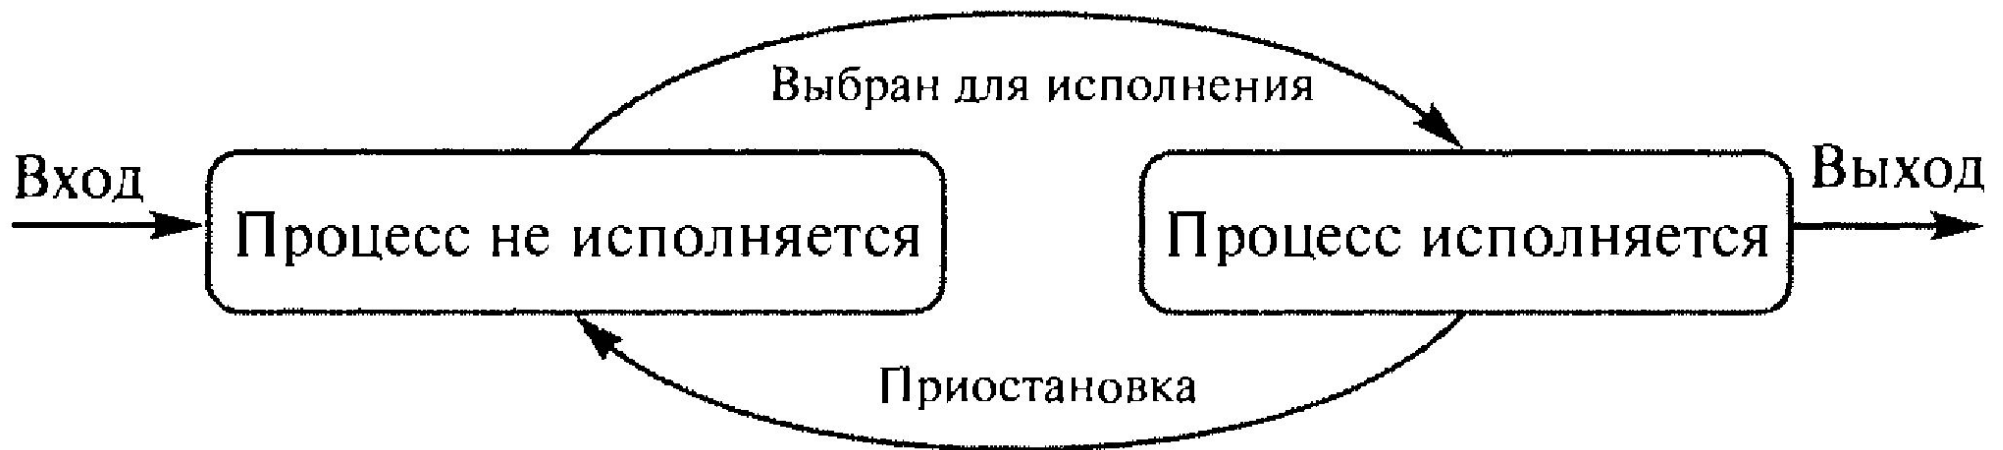 Выбран для исполнения
Вход
Процесс не исполняется
Процесс исполняется
Выход
Приостановка